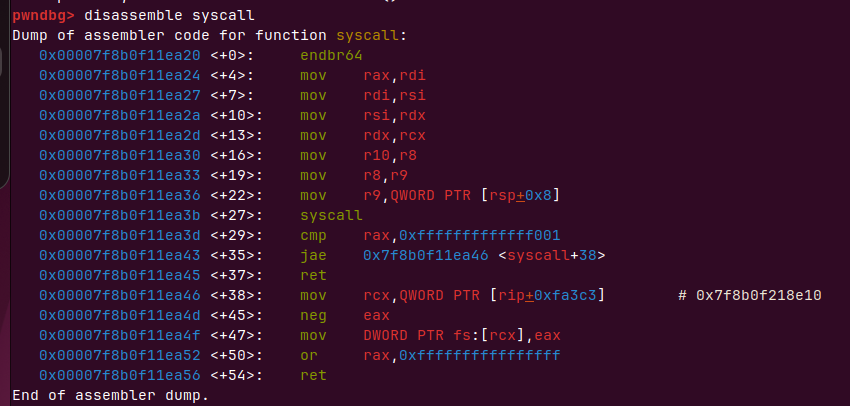 pwndbg> disassemble syscall
Dump of assembler code for function syscall:
0x00007f8b0f11ea20 <+0>: endbr64
0x00007f8b0f11ea24 <+4>: mov rax,rdi
0x00007f8b0f11ea27 <+7>: mov rdi,rsi
0x00007f8b0f11ea2a <+10>: mov rsi,rdx
0x00007f8b0f11ea2d <+13>: mov rdx,rcx
0x00007f8b0f11ea30 <+16>: mov r10,r8
0x00007f8b0f11ea33 <+19>: mov r8,r9
0x00007f8b0f11ea36 <+22>: mov r9,QWORD PTR [rsp+0x8]
0x00007f8b0f11ea3b <+27>: syscall
0x00007f8b0f11ea3d <+29>: cmp rax,0xfffffffffffff001
0x00007f8b0f11ea43 <+35>: jae 0x7f8b0f11ea46 <syscall+38>
0x00007f8b0f11ea45 <+37>: ret
0x00007f8b0f11ea46 <+38>: mov rcx,QWORD PTR [rip+0xfa3c3] # 0x7f8b0f218e10
0x00007f8b0f11ea4d <+45>: neg eax
0x00007f8b0f11ea4f <+47>: mov DWORD PTR fs:[rcx],eax
0x00007f8b0f11ea52 <+50>: or rax,0xffffffffffffffff
0x00007f8b0f11ea56 <+54>: ret
End of assembler dump.